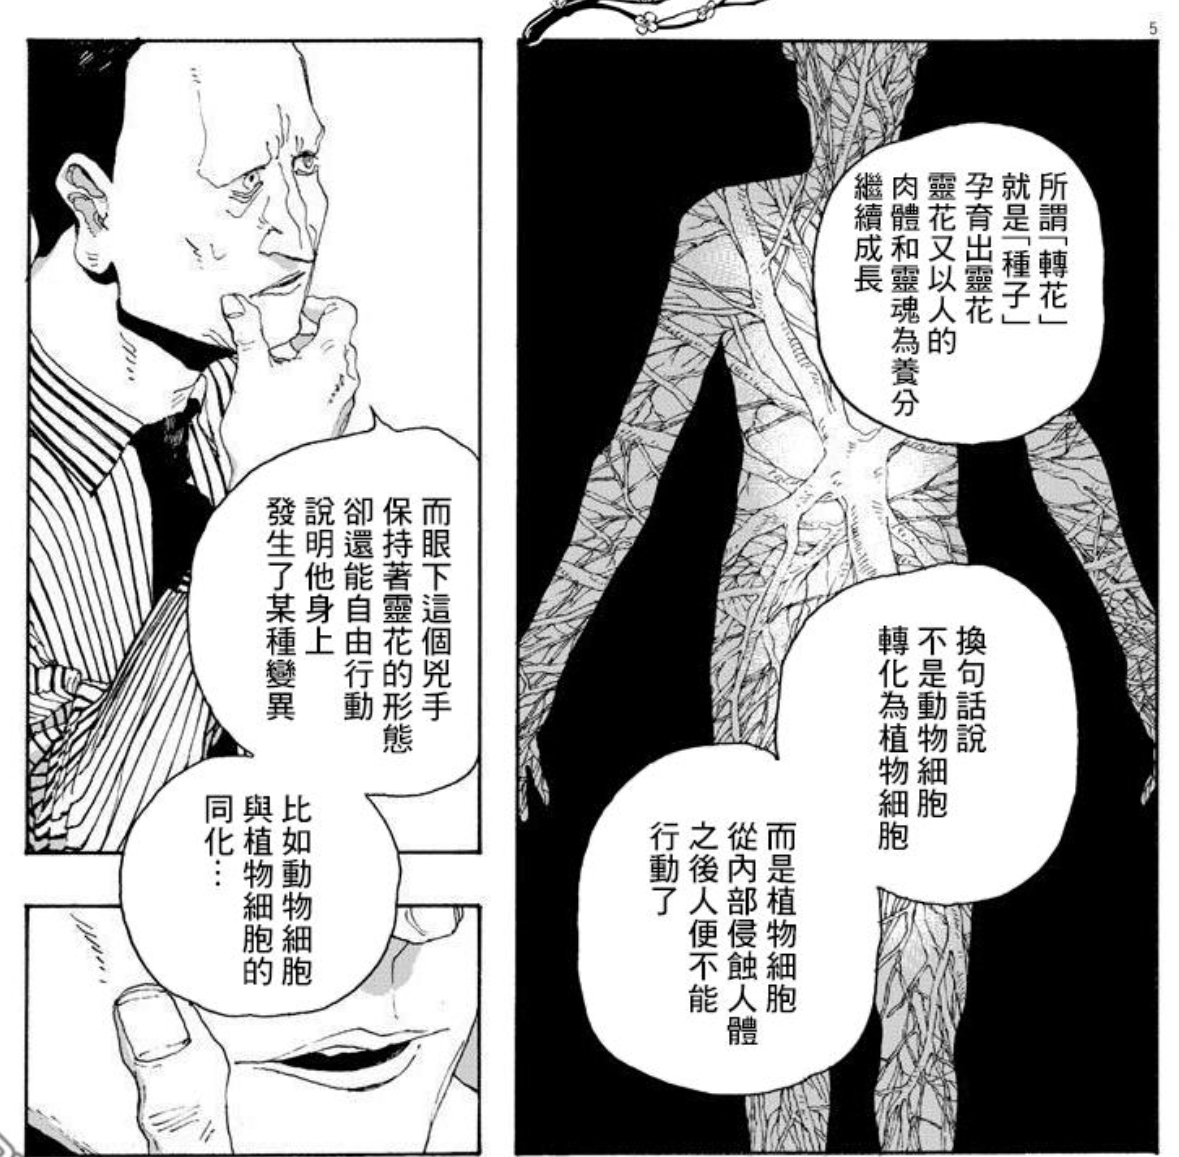 5
所謂「轉花」
就是「種子」
孕育出靈花
靈花又以人的
肉體和靈魂為養分
繼續成長
換句話說
不是動物細胞
轉化為植物細胞
而是植物細胞
從內部侵蝕人體
之後人便不能
行動了
而眼下這個兇手
保持著靈花的形態
卻還能自由行動
說明他身上
發生了某種變異
比如動物細胞
與植物細胞的
同化…